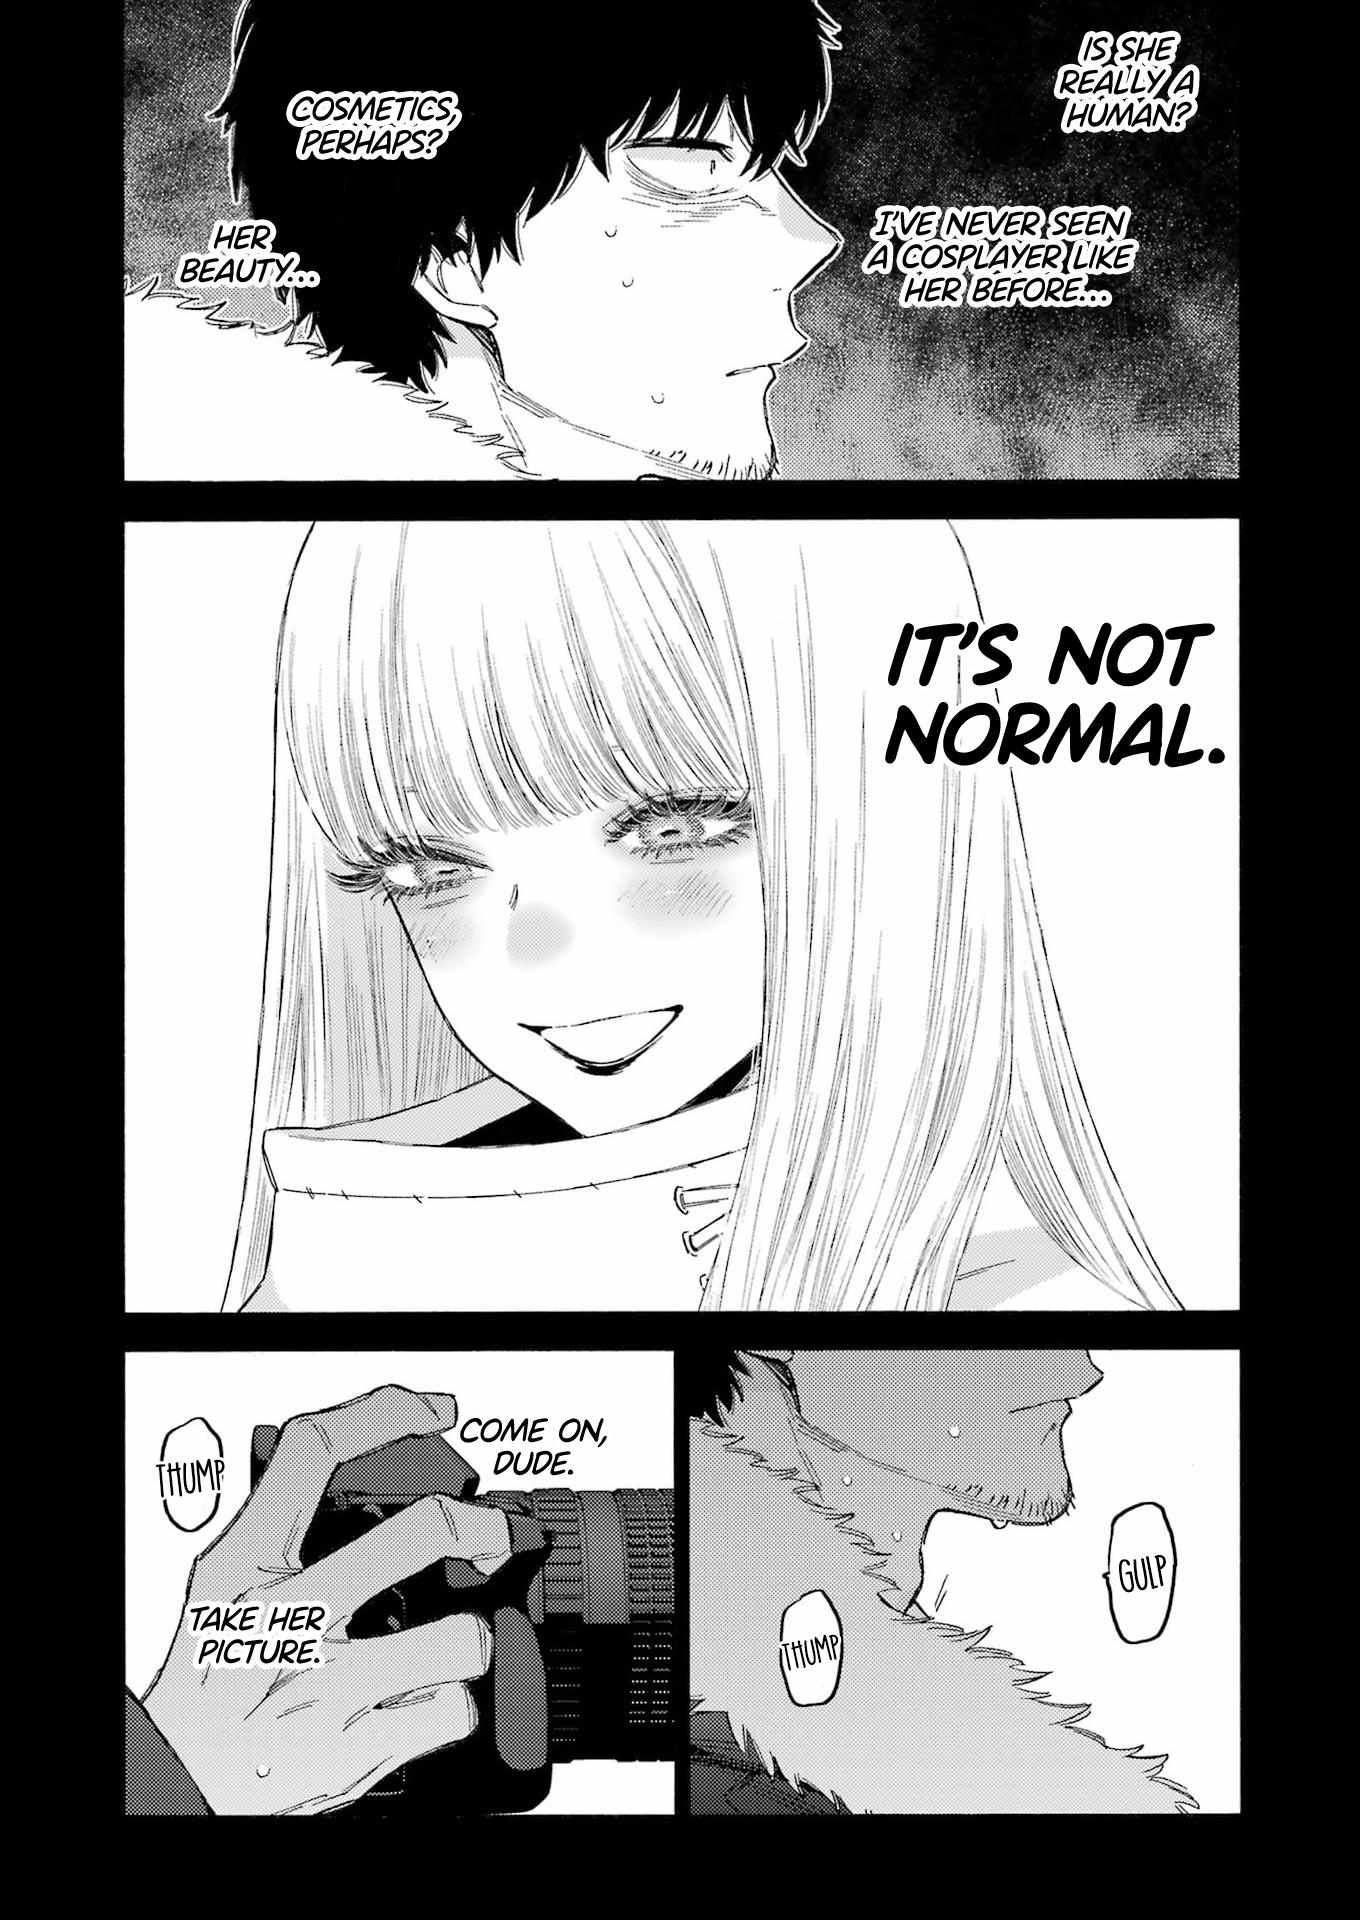 IS SHE
REALLY A
HUMAN?
I'VE NEVER SEEN
A COSPLAYER LIKE
HER BEFORE...
COSMETICS,
PERHAPS?
HER
BEAUTY...
IT'S NOT
NORMAL.
GULP
THUMP
COME ON,
DUDE.
THUMP
TAKE HER
PICTURE.